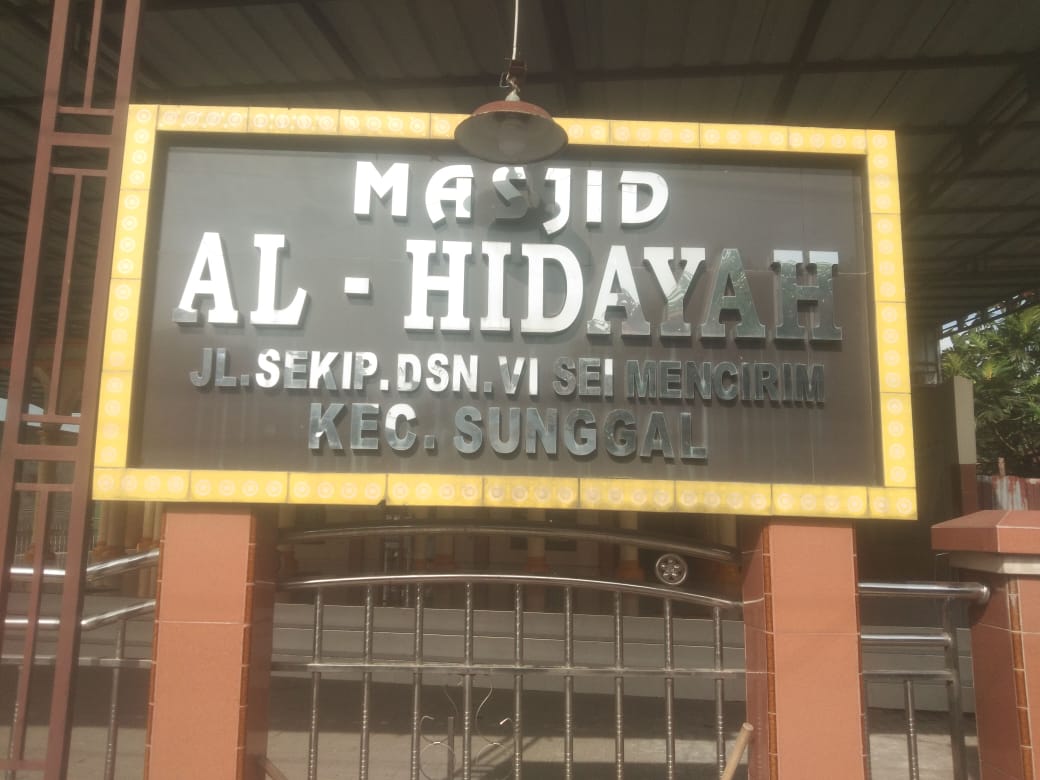 MASJID
AL - HIDAYAH
JL.SEKIP.DSN.VI SEI MENCIRIM
KEC. SUNGGAL